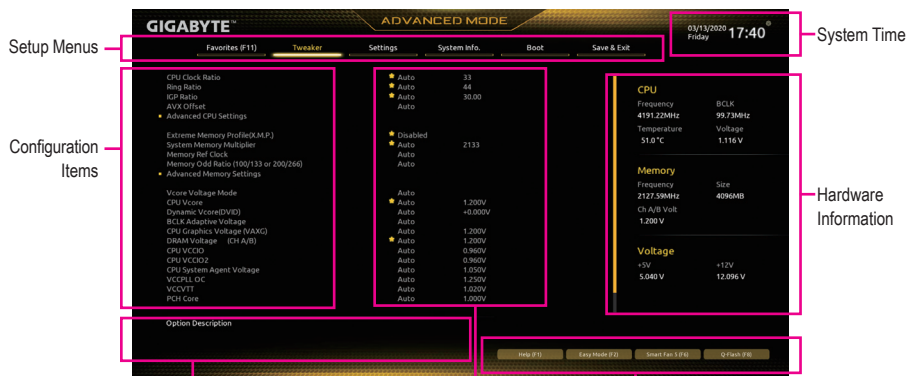 GIGABYTE™
ADVANCED MODE
03/13/2020
Friday
17:40
System Time
Setup Menus
Favorites (F11) Tweaker Settings System Info. Boot Save & Exit
Configuration
Items
CPU Clock Ratio Auto 33
Ring Ratio Auto 44
IGP Ratio Auto 30.00
AVX Offset Auto
Advanced CPU Settings
Extreme Memory Profile(X.M.P.) Disabled
System Memory Multiplier Auto 2133
Memory Ref Clock Auto
Memory Odd Ratio (100/133 or 200/266) Auto
Advanced Memory Settings
Vcore Voltage Mode Auto
CPU Vcore Auto 1.200V
Dynamic Vcore(DVID) Auto +0.000V
BCLK Adaptive Voltage Auto
CPU Graphics Voltage (VAXG) Auto 1.200V
DRAM Voltage (CH A/B) Auto 1.200V
CPU VCCIO Auto 0.960V
CPU VCCIO2 Auto 0.960V
CPU System Agent Voltage Auto 1.050V
VCCPLL OC Auto 1.250V
VCCVTT Auto 1.020V
PCH Core Auto 1.000V
CPU
Frequency BCLK
4191.22MHz 99.73MHz
Temperature Voltage
51.0 °C 1.116 V
Memory
Frequency Size
2127.59MHz 4096MB
Ch A/B Volt
1.200 V
Voltage
+5V +12V
5.040 V 12.096 V
Hardware
Information
Option Description
Help (F1) Easy Mode (F2) Smart Fan 5 (F6) Q-Flash (F8)